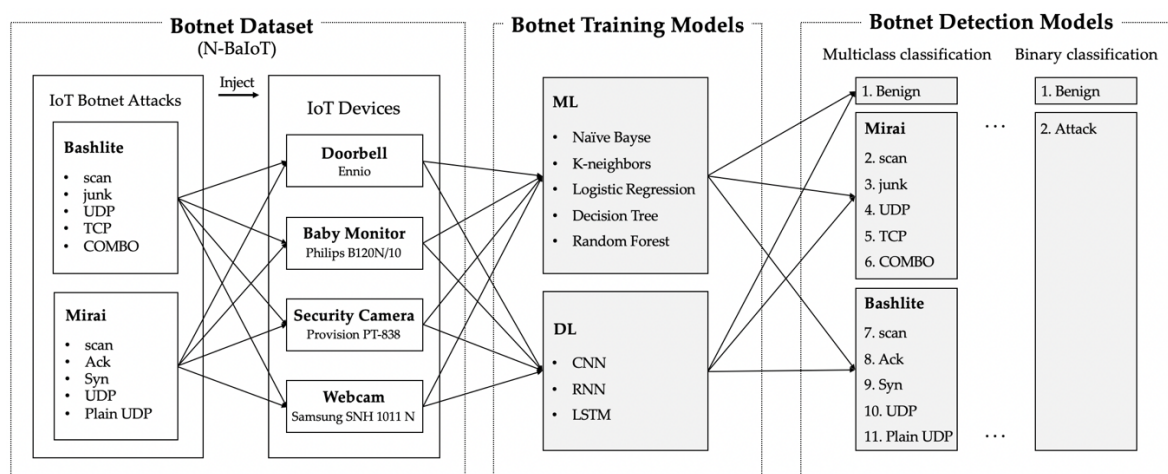 Botnet Dataset
(N-BaIoT)
Inject
IoT Botnet Attacks
Bashlite
• scan
• junk
• UDP
• TCP
• COMBO
Mirai
• scan
• Ack
• Syn
• UDP
• Plain UDP
IoT Devices
Doorbell
Ennio
Baby Monitor
Philips B120N/10
Security Camera
Provision PT-838
Webcam
Samsung SNH 1011 N
Botnet Training Models
ML
• Naïve Bayse
• K-neighbors
• Logistic Regression
• Decision Tree
• Random Forest
DL
• CNN
• RNN
• LSTM
Botnet Detection Models
Multiclass classification
1. Benign
Mirai
2. scan
3. junk
4. UDP
5. TCP
6. COMBO
Bashlite
7. scan
8. Ack
9. Syn
10. UDP
11. Plain UDP
...
...
Binary classification
1. Benign
2. Attack